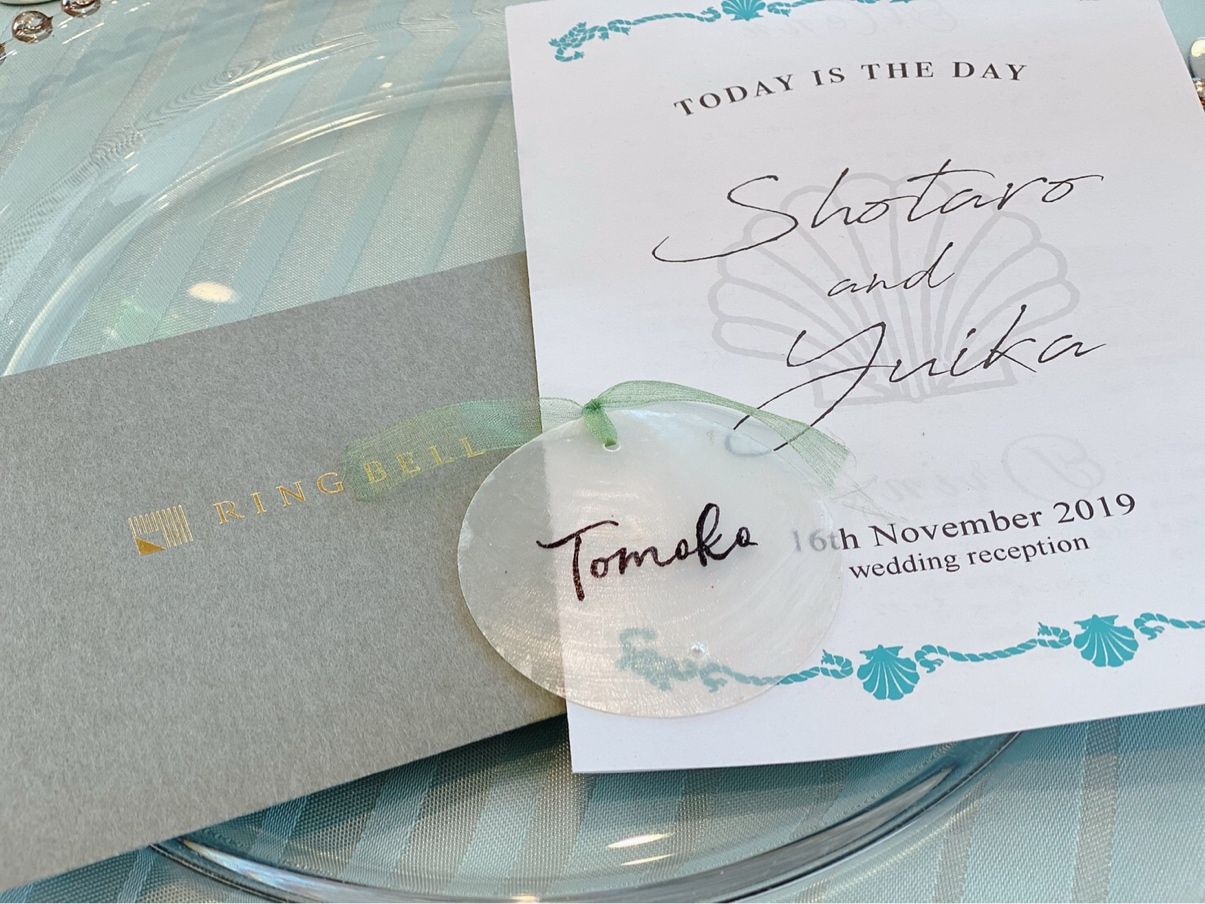 TODAY IS THE DAY
Shotaro
and
Yuika
16th November 2019
wedding reception
RING BELL
Tomoko